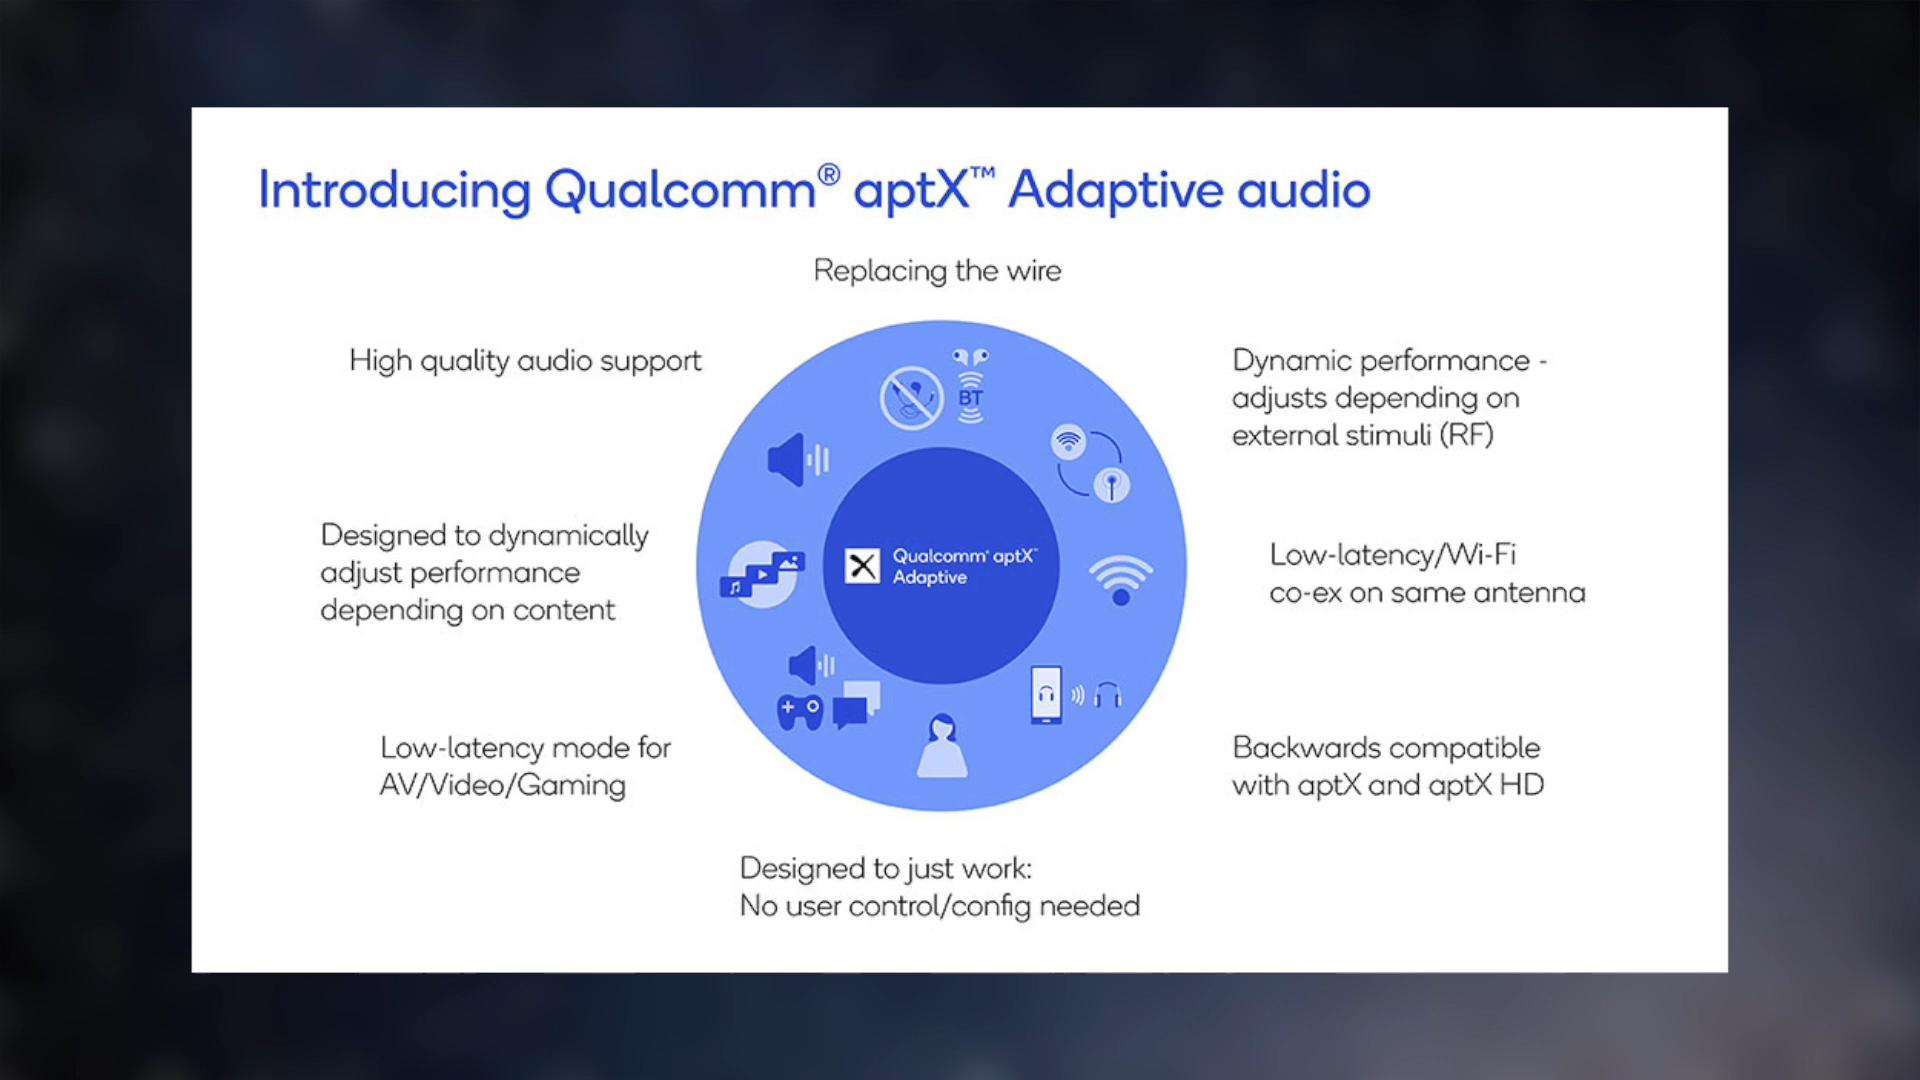 Introducing Qualcomm® aptX™ Adaptive audio
Replacing the wire
High quality audio support
Dynamic performance -
adjusts depending on
external stimuli (RF)
BT
Designed to dynamically
adjust performance
depending on content
Qualcomm® aptX™
Adaptive
Low-latency/Wi-Fi
co-ex on same antenna
Low-latency mode for
AV/Video/Gaming
Backwards compatible
with aptX and aptX HD
Designed to just work:
No user control/config needed